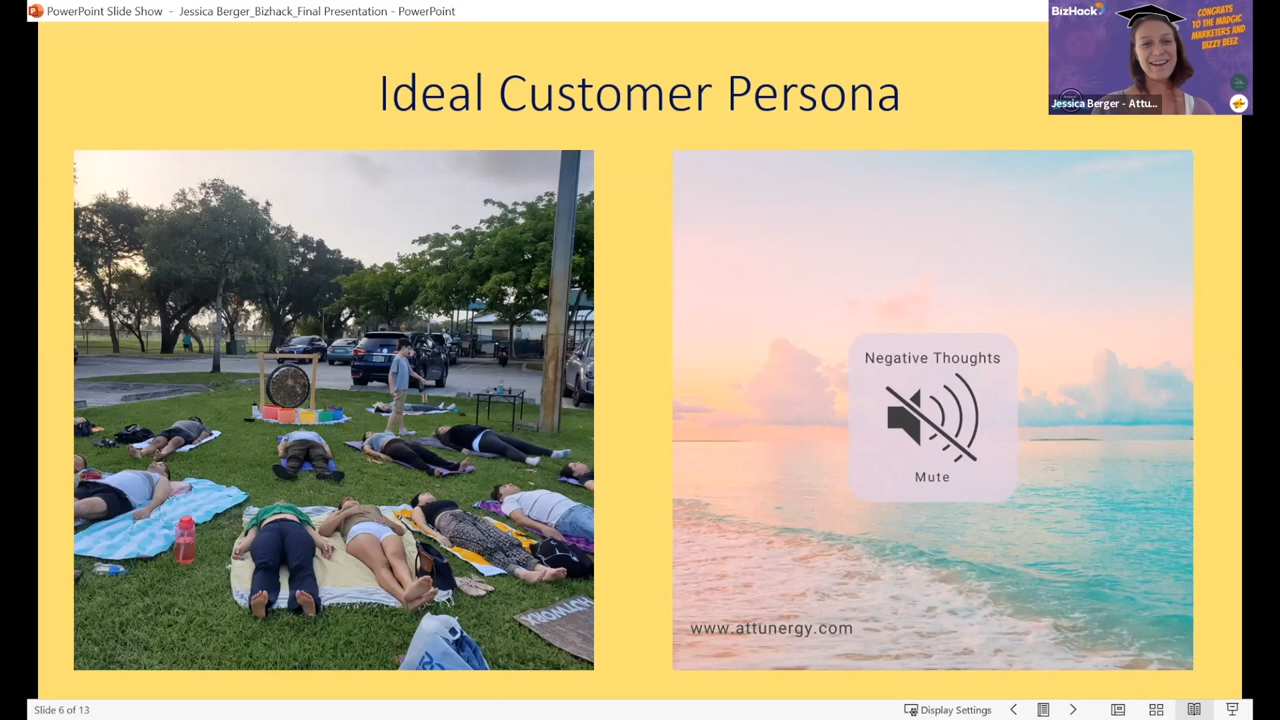 PowerPoint Slide Show - Jessica Berger_Bizhack_Final Presentation - PowerPoint
BizHack
CONGRATS
TO THE MADGIC
MARKETERS AND
BIZZY BEEZ
Jessica Berger - Attu...
Ideal Customer Persona
Negative Thoughts
Mute
www.attunergy.com
Slide 6 of 13
Display Settings